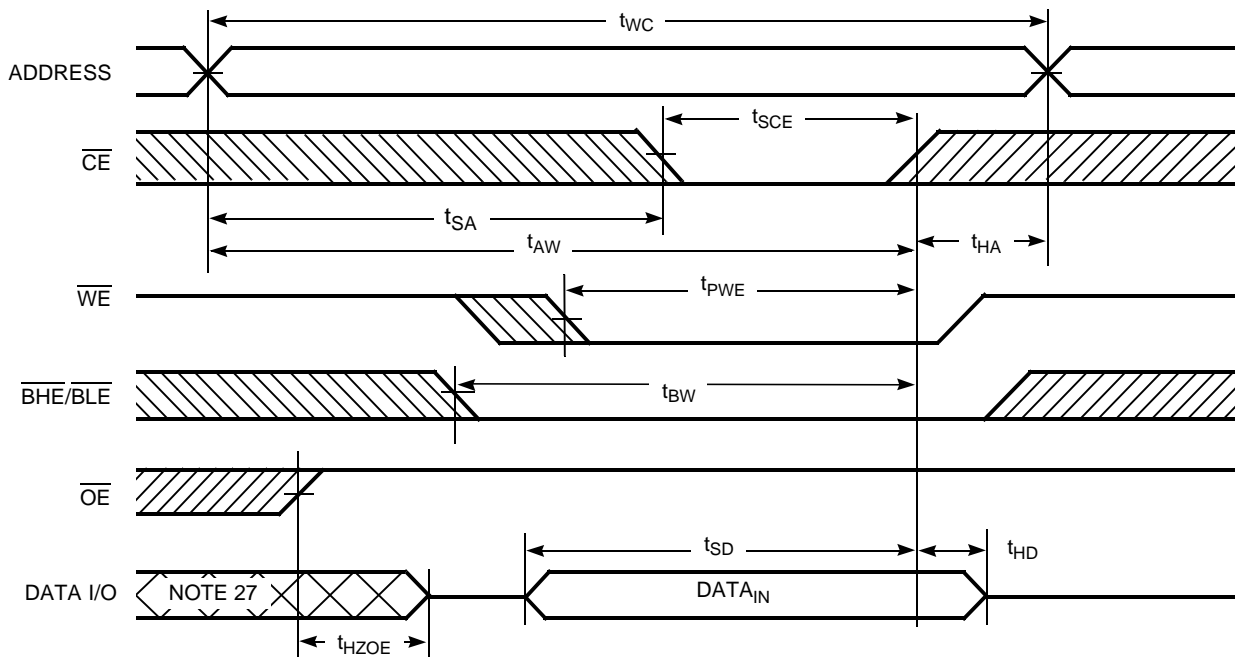 tWC
ADDRESS
tSCE
CE
tSA
tAW
tHA
WE
tPWE
BHE/BLE
tBW
OE
tSD
tHD
DATA I/O
NOTE 27
DATAIN
tHZOE